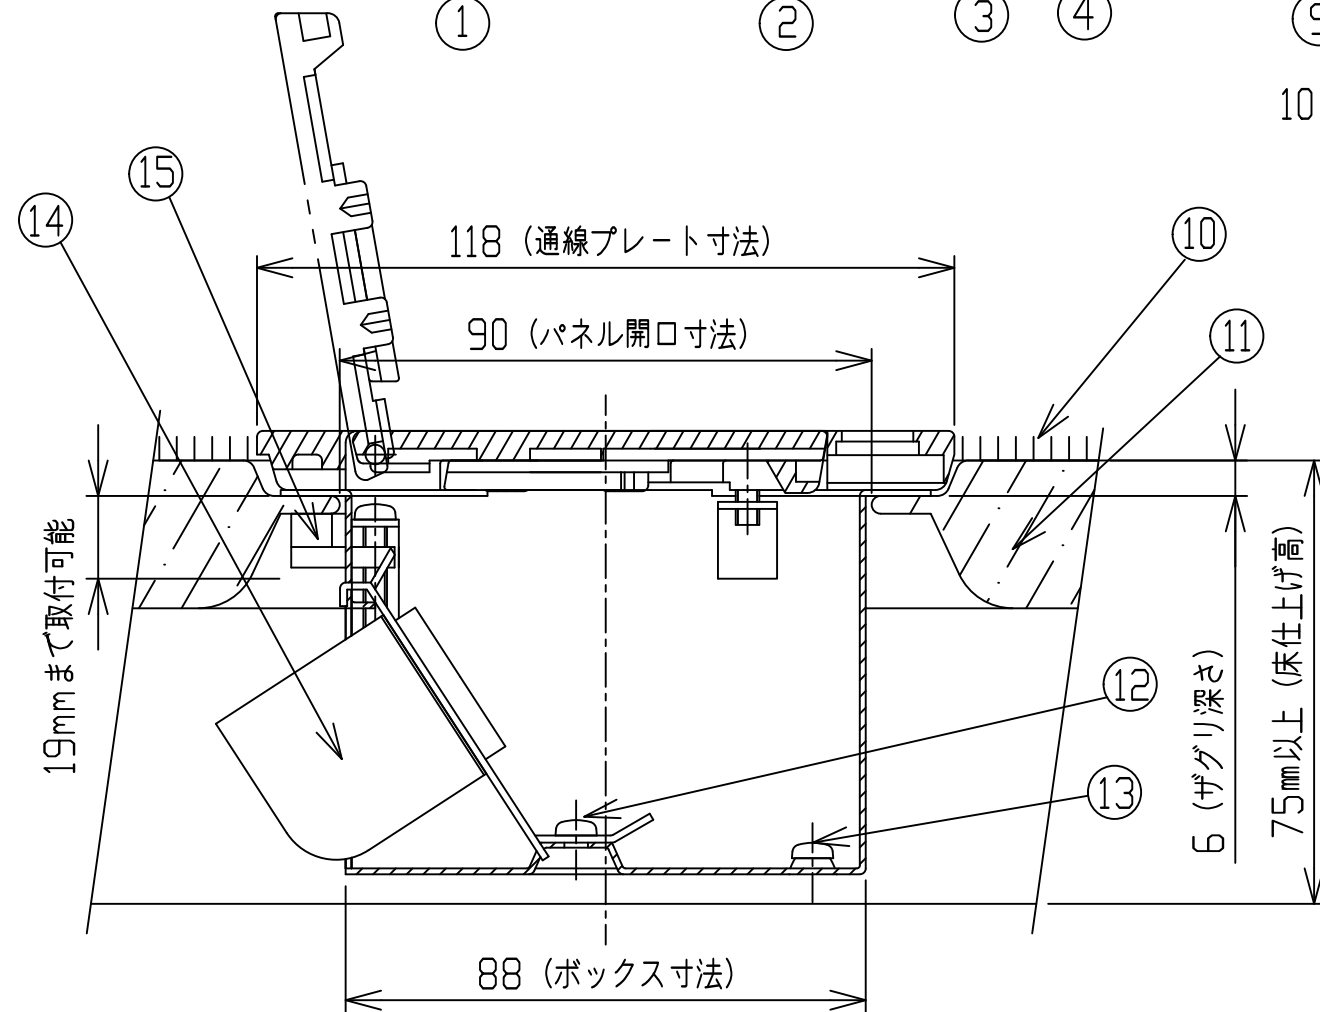 ①
②
③
④
10
⑮
⑭
118 (通線プレート寸法)
⑩
90 (パネル開口寸法)
⑪
19mmまで取付可能
⑫
⑬
6 (ザグリ深さ)
75mm以上 (床仕上げ高)
88 (ボックス寸法)